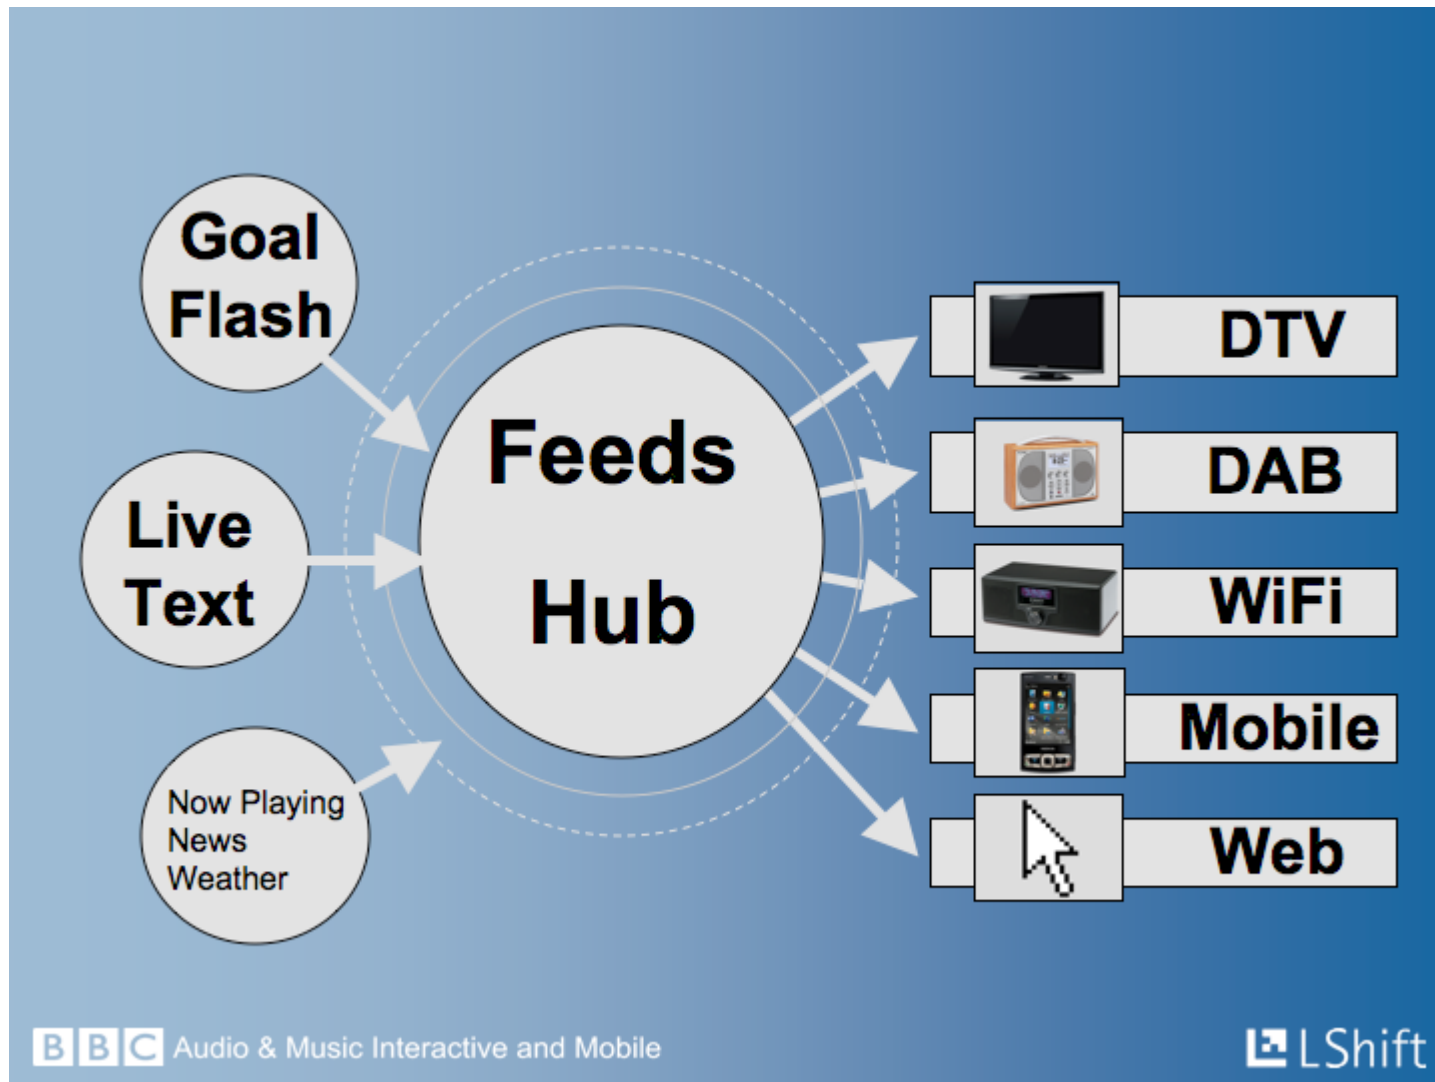 Goal
Flash
Live
Text
Now Playing
News
Weather
Feeds
Hub
DTV
DAB
WiFi
Mobile
Web
BBC Audio & Music Interactive and Mobile
LShift